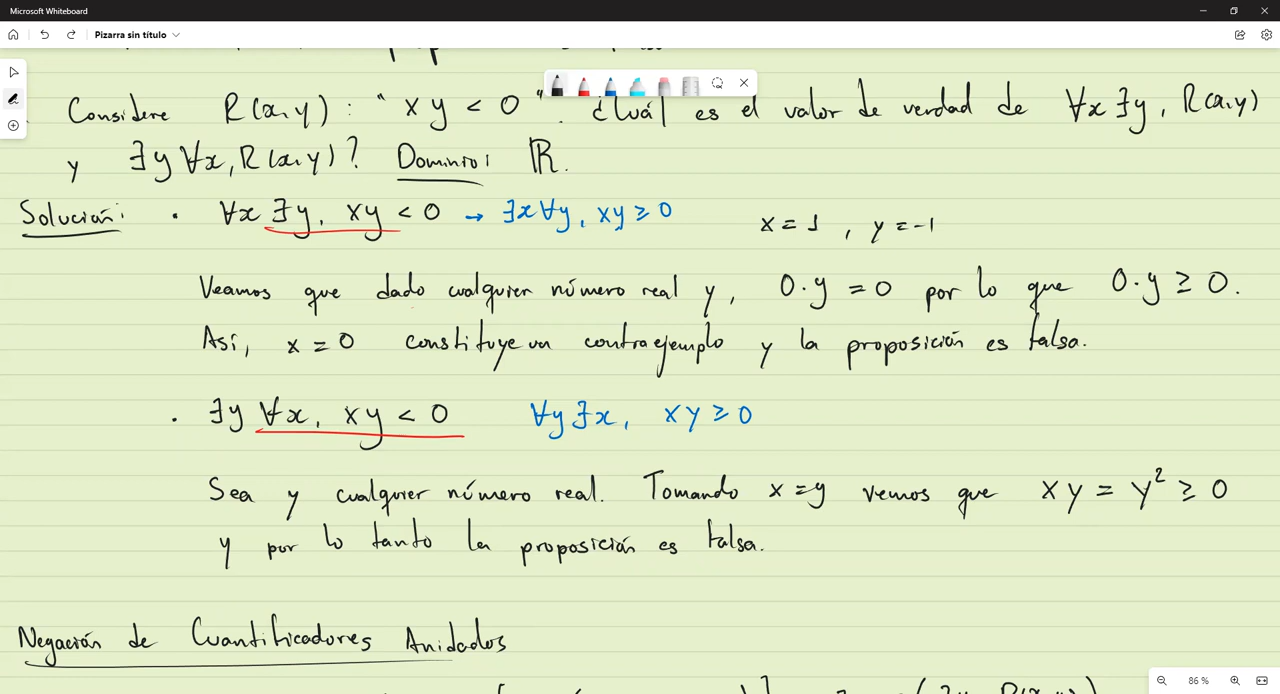 Microsoft Whiteboard
Pizarra sin título
Considere R(x,y) : "xy < 0". ¿Cuál es el valor de verdad de ∀x∃y, R(x,y)
y ∃y∀x, R(x,y)? Dominio: ℝ.
Solución: • ∀x ∃y, xy < 0 → ∃x∀y, xy ≥ 0
x = 1 , y = -1
Veamos que dado cualquier número real y, 0·y = 0 por lo que 0·y ≥ 0.
Así, x = 0 constituye un contraejemplo y la proposición es falsa.
• ∃y ∀x, xy < 0 ∀y∃x, xy ≥ 0
Sea y cualquier número real. Tomando x = y vemos que xy = y² ≥ 0
y por lo tanto la proposición es falsa.
Negación de Cuantificadores Anidados
86 %